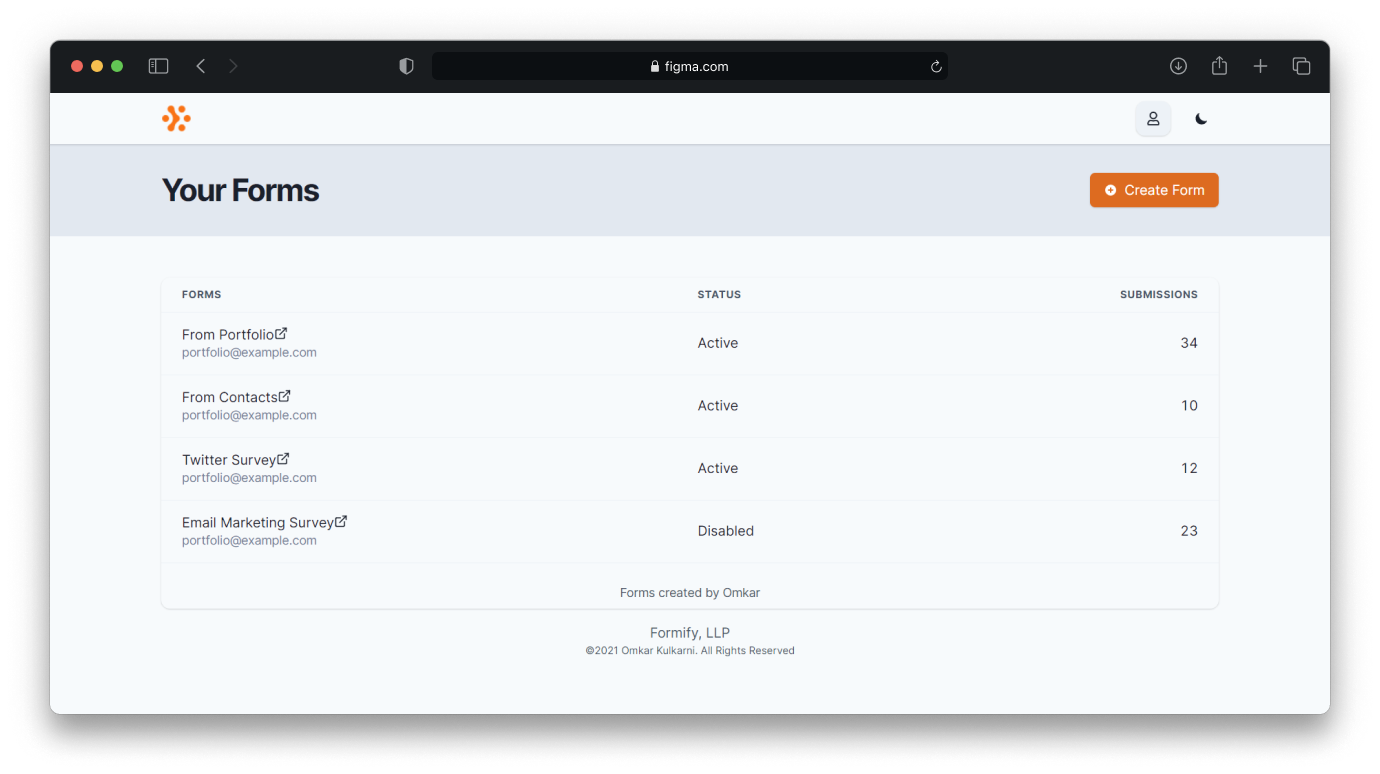 figma.com
Your Forms
Create Form
FORMS STATUS SUBMISSIONS
From Portfolio
portfolio@example.com
Active 34
From Contacts
portfolio@example.com
Active 10
Twitter Survey
portfolio@example.com
Active 12
Email Marketing Survey
portfolio@example.com
Disabled 23
Forms created by Omkar
Formify, LLP
©2021 Omkar Kulkarni. All Rights Reserved